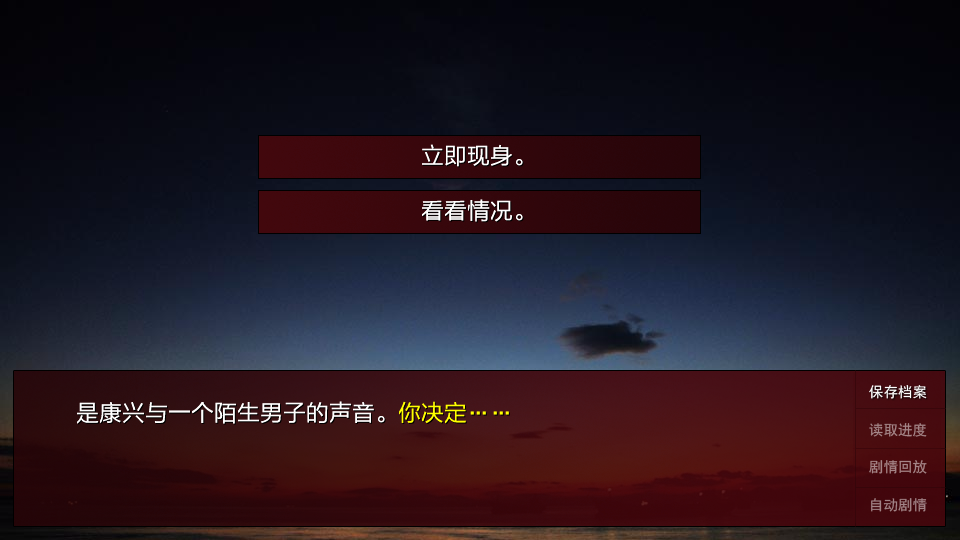 立即现身。
看看情况。
是康兴与一个陌生男子的声音。你决定……
保存档案
读取进度
剧情回放
自动剧情